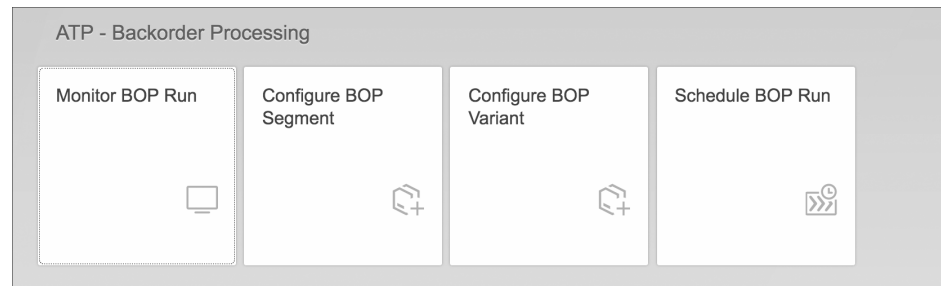 ATP - Backorder Processing
Monitor BOP Run
Configure BOP
Segment
Configure BOP
Variant
Schedule BOP Run